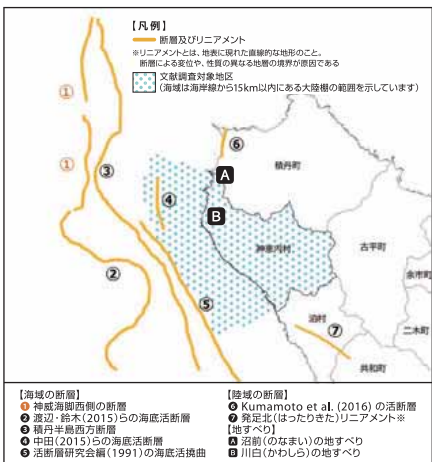 【凡例】
断層及びリニアメント
※リニアメントとは、地表に現れた直線的な地形のこと。
断層による変位や、性質の異なる地層の境界が原因である
文献調査対象地区
(海域は海岸線から15km以内にある大陸棚の範囲を示しています)
①
⑥
積丹町
A
①
③
④
B
神恵内村
古平町
②
余市町
⑤
泊村
⑦
二木町
共和町
【海域の断層】
❶ 神威海脚西側の断層
❷ 渡辺・鈴木(2015)らの海底活断層
❸ 積丹半島西方断層
❹ 中田(2015)らの海底活断層
❺ 活断層研究会編(1991)の海底活撓曲
【陸域の断層】
❻ Kumamoto et al. (2016) の活断層
❼ 発足北(はったりきた)リニアメント※
【地すべり】
A 沼前(のなまい)の地すべり
B 川白(かわしら)の地すべり